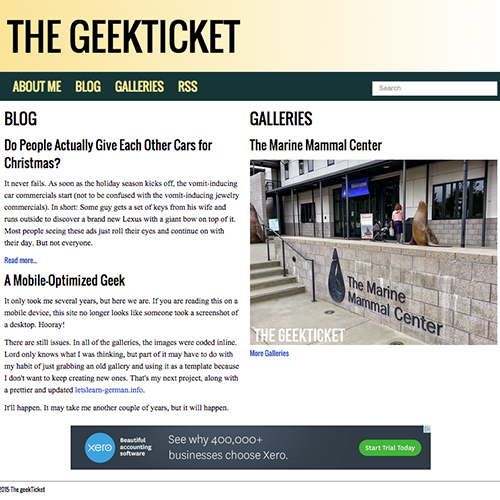 THE GEEKTICKET
ABOUT ME BLOG GALLERIES RSS
Search
BLOG
Do People Actually Give Each Other Cars for
Christmas?
It never fails. As soon as the holiday season kicks off, the vomit-inducing
car commercials start (not to be confused with the vomit-inducing jewelry
commercials). In short: Some guy gets a set of keys from his wife and
runs outside to discover a brand new Lexus with a giant bow on top of it.
Most people seeing these ads just roll their eyes and continue on with
their day. But not everyone.
Read more...
A Mobile-Optimized Geek
It only took me several years, but here we are. If you are reading this on a
mobile device, this site no longer looks like someone took a screenshot of
a desktop. Hooray!
There are still issues. In all of the galleries, the images were coded inline.
Lord only knows what I was thinking, but part of it may have to do with
my habit of just grabbing an old gallery and using it as a template because
I don't want to keep creating new ones. That's my next project, along with
a prettier and updated letslearn-german.info.
It'll happen. It may take me another couple of years, but it will happen.
GALLERIES
The Marine Mammal Center
The Marine
Mammal Center
THE GEEKTICKET
More Galleries
xero
Beautiful
accounting
software
See why 400,000+
businesses choose Xero.
Start Trial Today
2015 The geekTicket